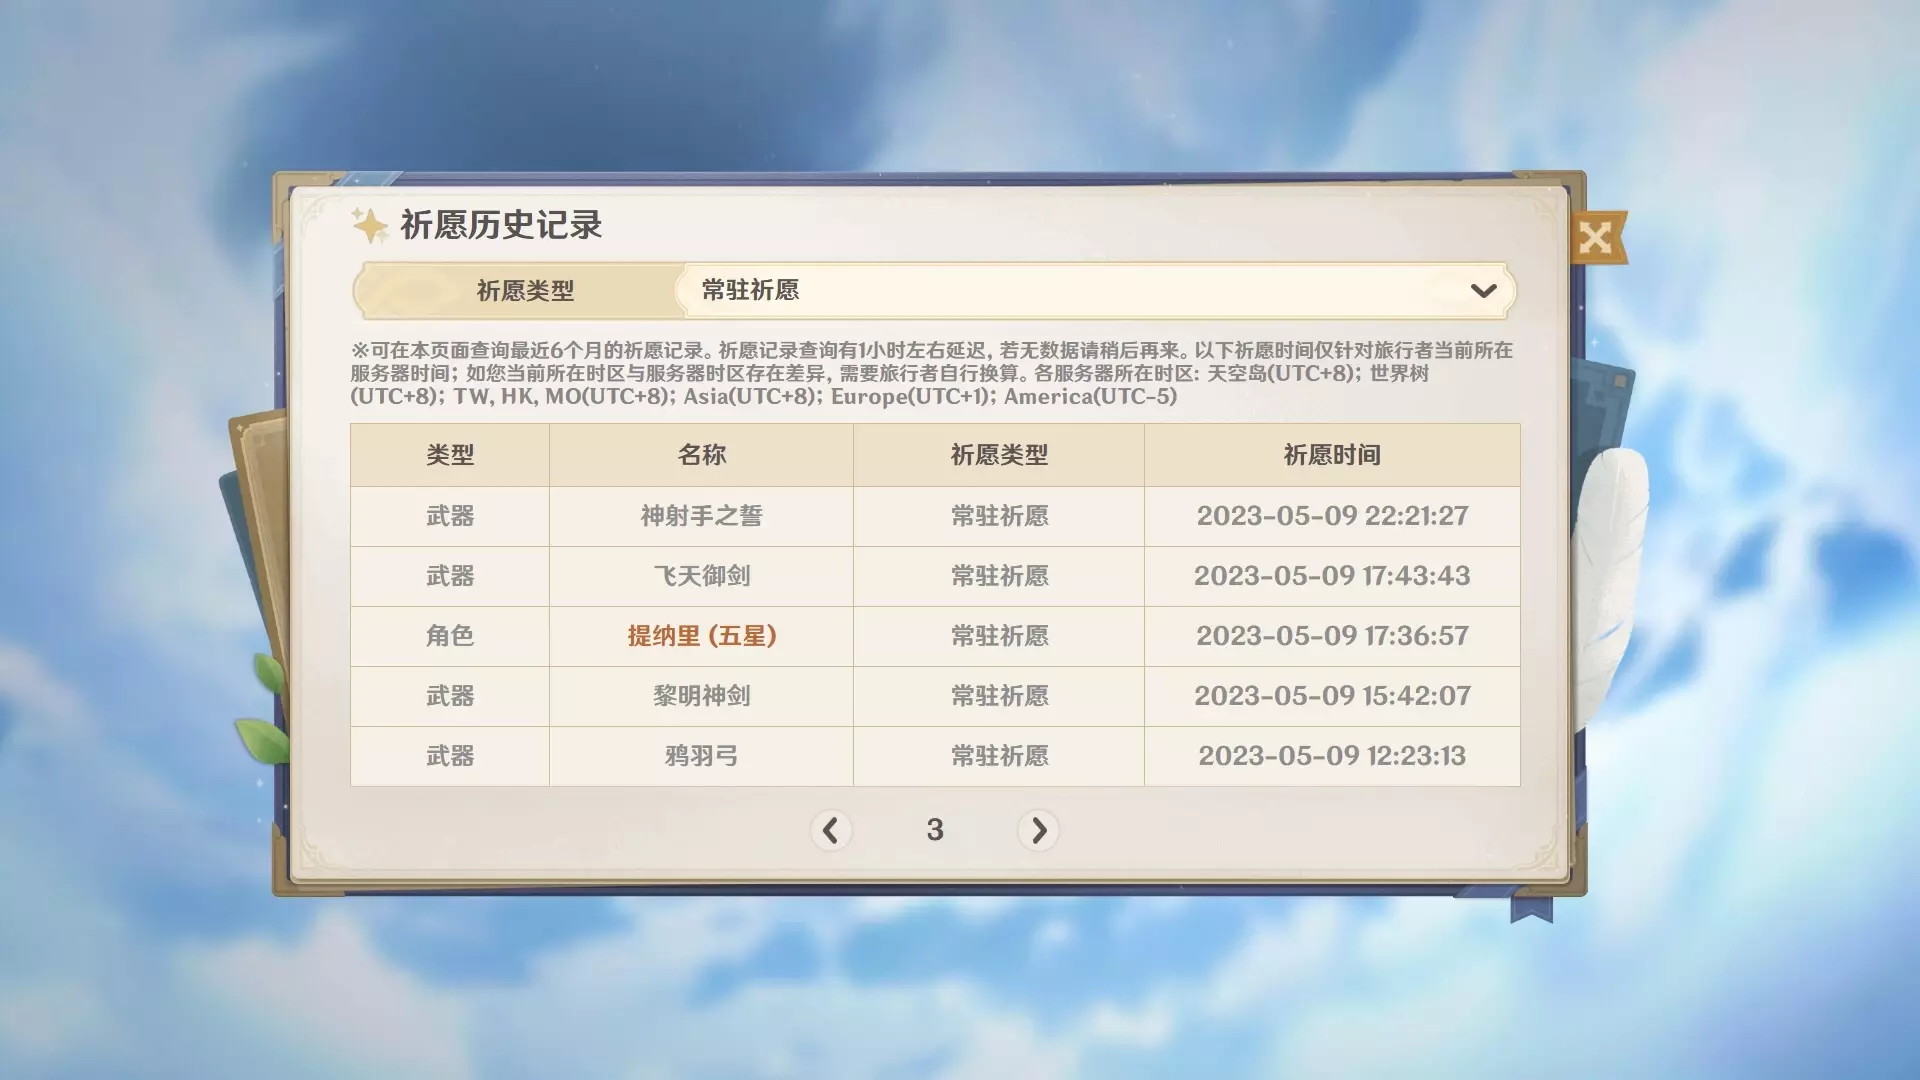 祈愿历史记录
祈愿类型 常驻祈愿
※可在本页面查询最近6个月的祈愿记录。祈愿记录查询有1小时左右延迟, 若无数据请稍后再来。以下祈愿时间仅针对旅行者当前所在
服务器时间; 如您当前所在时区与服务器时区存在差异, 需要旅行者自行换算。各服务器所在时区: 天空岛(UTC+8); 世界树
(UTC+8); TW, HK, MO(UTC+8); Asia(UTC+8); Europe(UTC+1); America(UTC-5)
类型 名称 祈愿类型 祈愿时间
武器 神射手之誓 常驻祈愿 2023-05-09 22:21:27
武器 飞天御剑 常驻祈愿 2023-05-09 17:43:43
角色 提纳里 (五星) 常驻祈愿 2023-05-09 17:36:57
武器 黎明神剑 常驻祈愿 2023-05-09 15:42:07
武器 鸦羽弓 常驻祈愿 2023-05-09 12:23:13
3